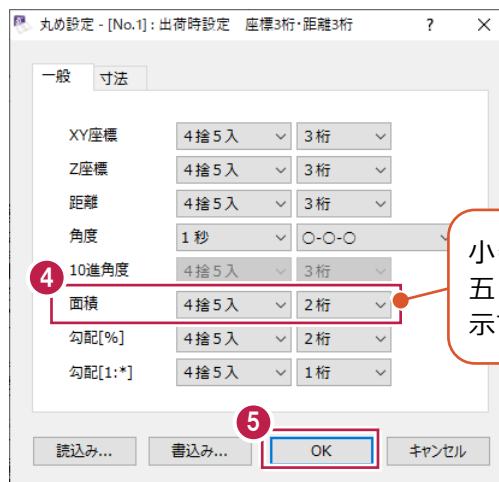 丸め設定 - [No.1] : 出荷時設定　座標3桁・距離3桁 ? ×
一般 寸法
XY座標 4捨5入 3桁
Z座標 4捨5入 3桁
距離 4捨5入 3桁
角度 1秒 ○-○-○
10進角度 4捨5入 3桁
4
面積 4捨5入 2桁
勾配[%] 4捨5入 2桁
勾配[1:*] 4捨5入 1桁
小
五
示
5
読込み... 書込み... OK キャンセル